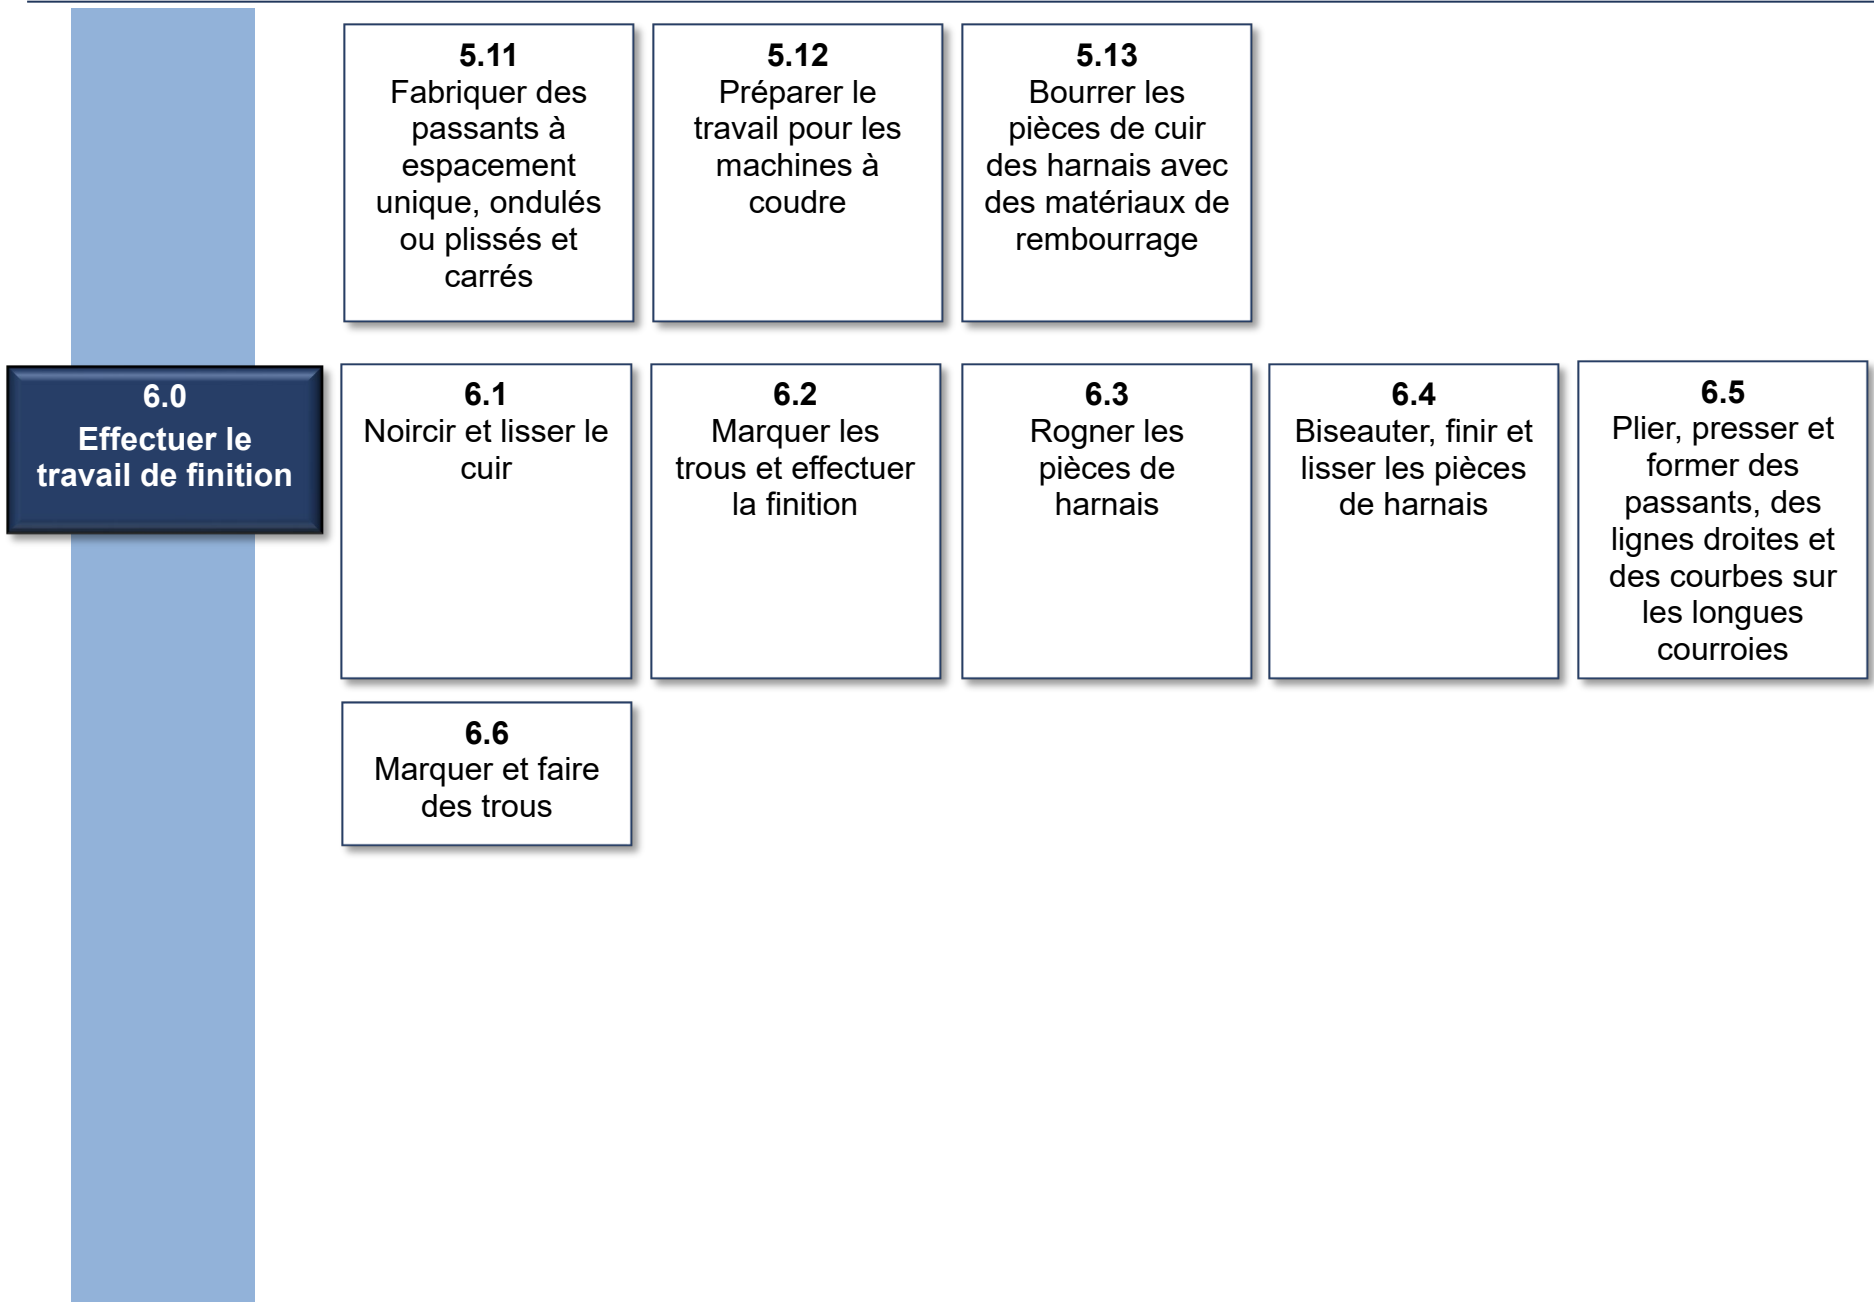 5.11
Fabriquer des
passants à
espacement
unique, ondulés
ou plissés et
carrés
5.12
Préparer le
travail pour les
machines à
coudre
5.13
Bourrer les
pièces de cuir
des harnais avec
des matériaux de
rembourrage
6.0
Effectuer le
travail de finition
6.1
Noircir et lisser le
cuir
6.2
Marquer les
trous et effectuer
la finition
6.3
Rogner les
pièces de
harnais
6.4
Biseauter, finir et
lisser les pièces
de harnais
6.5
Plier, presser et
former des
passants, des
lignes droites et
des courbes sur
les longues
courroies
6.6
Marquer et faire
des trous